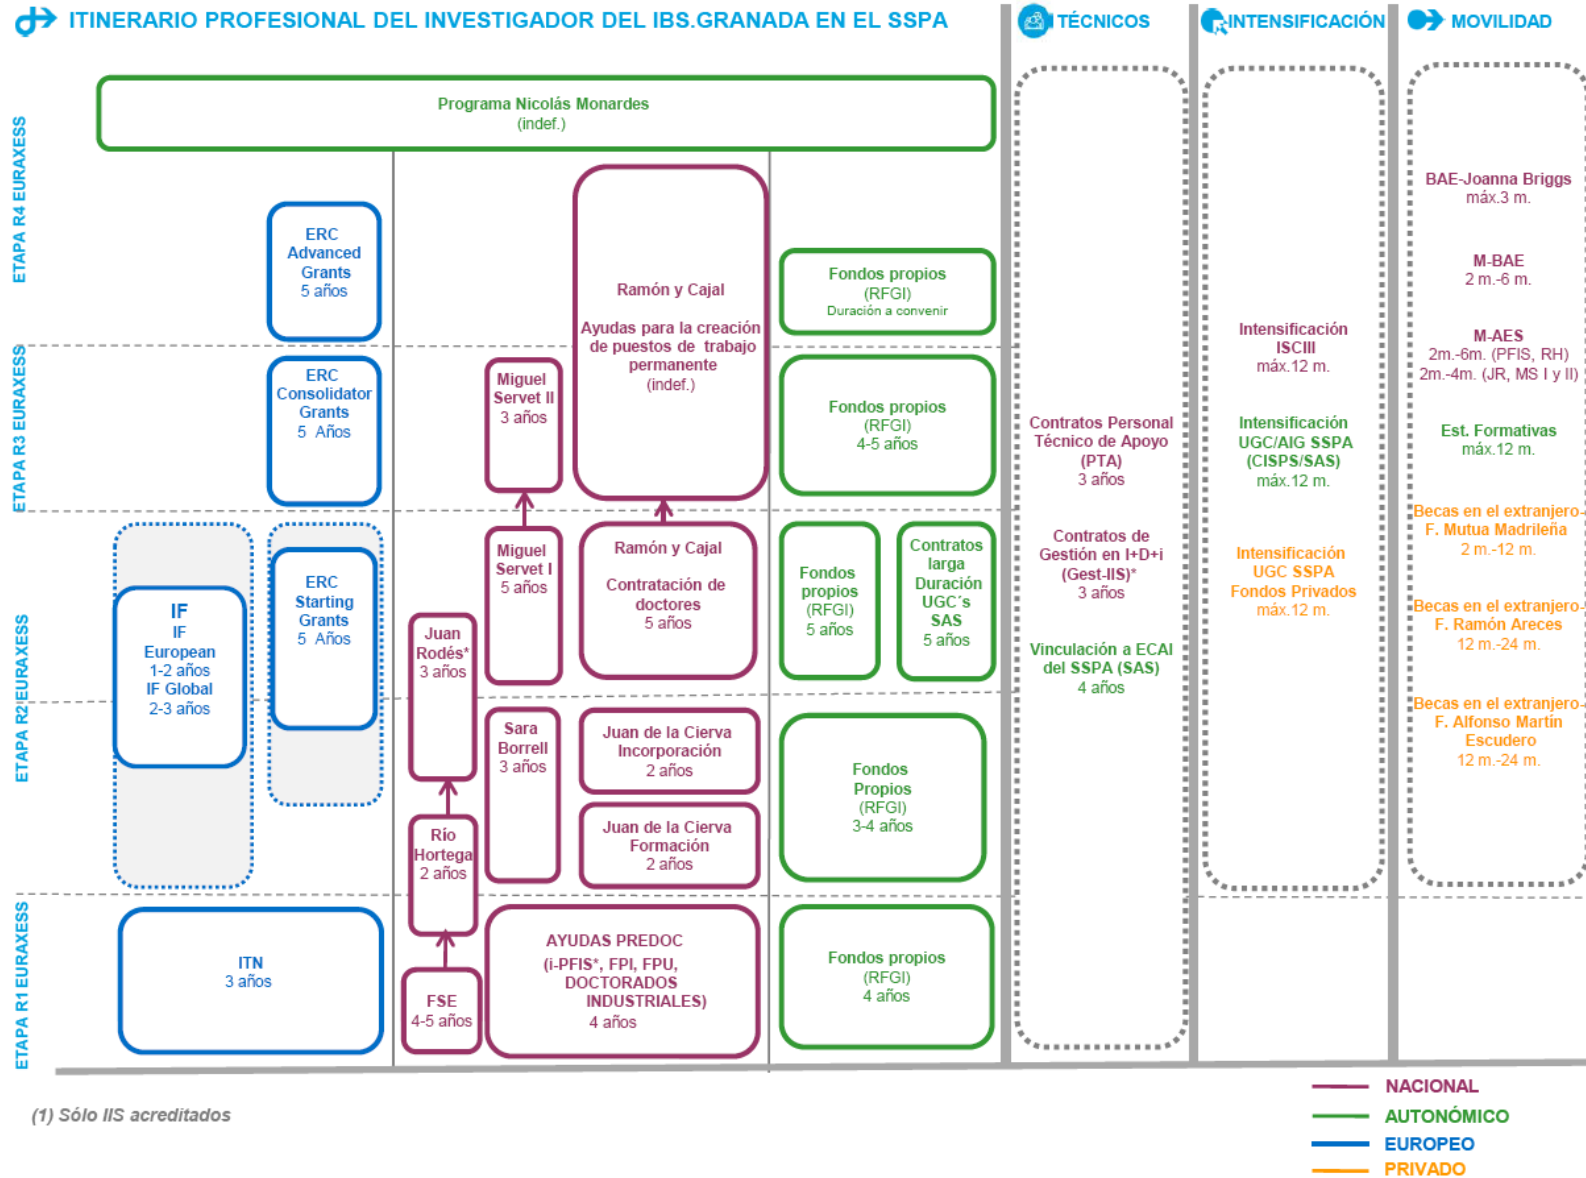 ITINERARIO PROFESIONAL DEL INVESTIGADOR DEL IBS.GRANADA EN EL SSPA
TÉCNICOS
INTENSIFICACIÓN
MOVILIDAD
ETAPA R4 EURAXESS
Programa Nicolás Monardes
(indef.)
ERC
Advanced
Grants
5 años
Ramón y Cajal
Ayudas para la creación
de puestos de trabajo
permanente
(indef.)
Fondos propios
(RFGI)
Duración a convenir
ETAPA R3 EURAXESS
ERC
Consolidator
Grants
5 Años
Miguel
Servet II
3 años
Fondos propios
(RFGI)
4-5 años
ETAPA R2 EURAXESS
IF
IF
European
1-2 años
IF Global
2-3 años
ERC
Starting
Grants
5 Años
Juan
Rodés*
3 años
Miguel
Servet I
5 años
Ramón y Cajal
Contratación de
doctores
5 años
Fondos
propios
(RFGI)
5 años
Contratos
larga
Duración
UGC´s
SAS
5 años
Sara
Borrell
3 años
Juan de la Cierva
Incorporación
2 años
Juan de la Cierva
Formación
2 años
Fondos
Propios
(RFGI)
3-4 años
Río
Hortega
2 años
ETAPA R1 EURAXESS
ITN
3 años
FSE
4-5 años
AYUDAS PREDOC
(i-PFIS*, FPI, FPU,
DOCTORADOS
INDUSTRIALES)
4 años
Fondos propios
(RFGI)
4 años
Contratos Personal
Técnico de Apoyo
(PTA)
3 años
Contratos de
Gestión en I+D+i
(Gest-IIS)*
3 años
Vinculación a ECAI
del SSPA (SAS)
4 años
Intensificación
ISCIII
máx.12 m.
Intensificación
UGC/AIG SSPA
(CISPS/SAS)
máx.12 m.
Intensificación
UGC SSPA
Fondos Privados
máx.12 m.
BAE-Joanna Briggs
máx.3 m.
M-BAE
2 m.-6 m.
M-AES
2m.-6m. (PFIS, RH)
2m.-4m. (JR, MS I y II)
Est. Formativas
máx.12 m.
Becas en el extranjero-
F. Mutua Madrileña
2 m.-12 m.
Becas en el extranjero-
F. Ramón Areces
12 m.-24 m.
Becas en el extranjero-
F. Alfonso Martín
Escudero
12 m.-24 m.
(1) Sólo IIS acreditados
NACIONAL
AUTONÓMICO
EUROPEO
PRIVADO